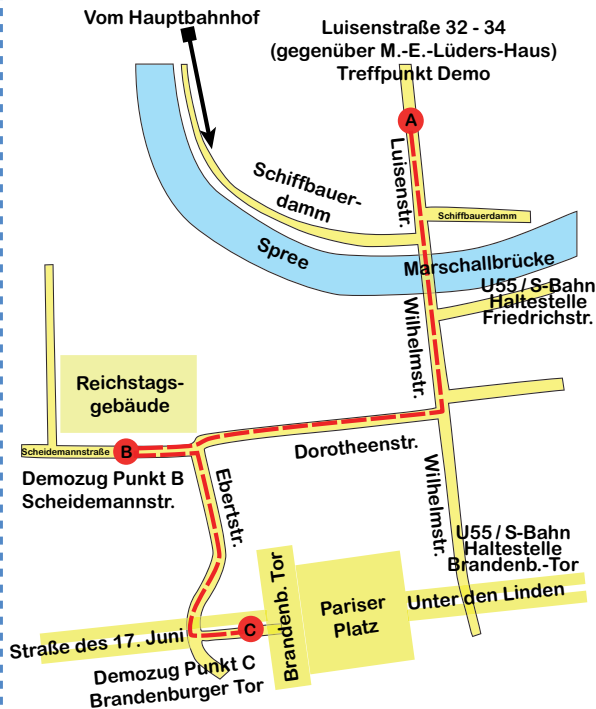 Vom Hauptbahnhof
Luisenstraße 32 - 34
(gegenüber M.-E.-Lüders-Haus)
Treffpunkt Demo
A
Luisenstr.
Schiffbauer-
damm
Schiffbauerdamm
Spree
Marschallbrücke
U55 / S-Bahn
Haltestelle
Friedrichstr.
Wilhelmstr.
Reichstags-
gebäude
Scheidemannstraße
B
Dorotheenstr.
Demozug Punkt B
Scheidemannstr.
Ebertstr.
Wilhelmstr.
U55 / S-Bahn
Haltestelle
Brandenb.-Tor
Brandenb. Tor
Pariser
Platz
Unter den Linden
Straße des 17. Juni
C
Demozug Punkt C
Brandenburger Tor